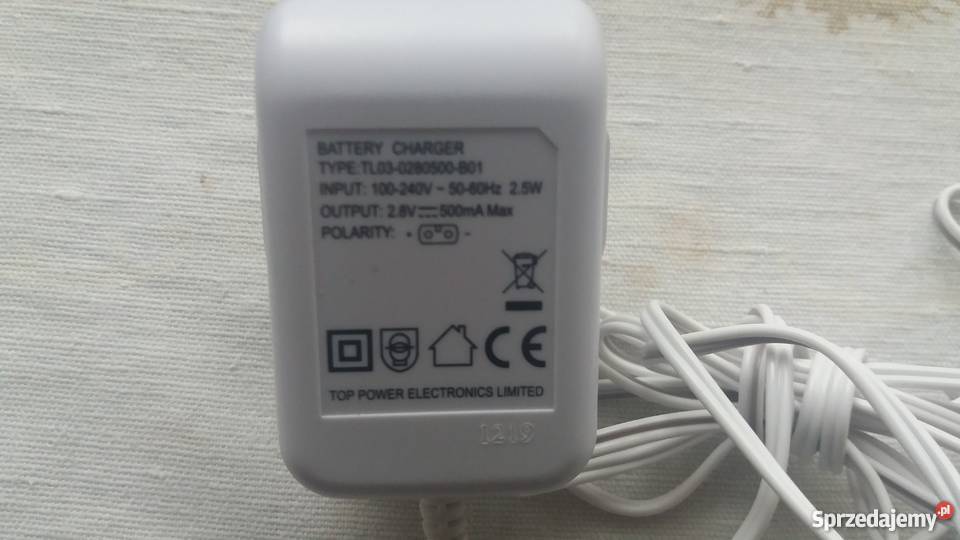 BATTERY CHARGER
TYPE:TL03-0280500-B01
INPUT: 100-240V ~ 50-60Hz 2.5W
OUTPUT: 2.8V⎓500mA Max
POLARITY: + -
CE
TOP POWER ELECTRONICS LIMITED
1219
Sprzedajemy.pl